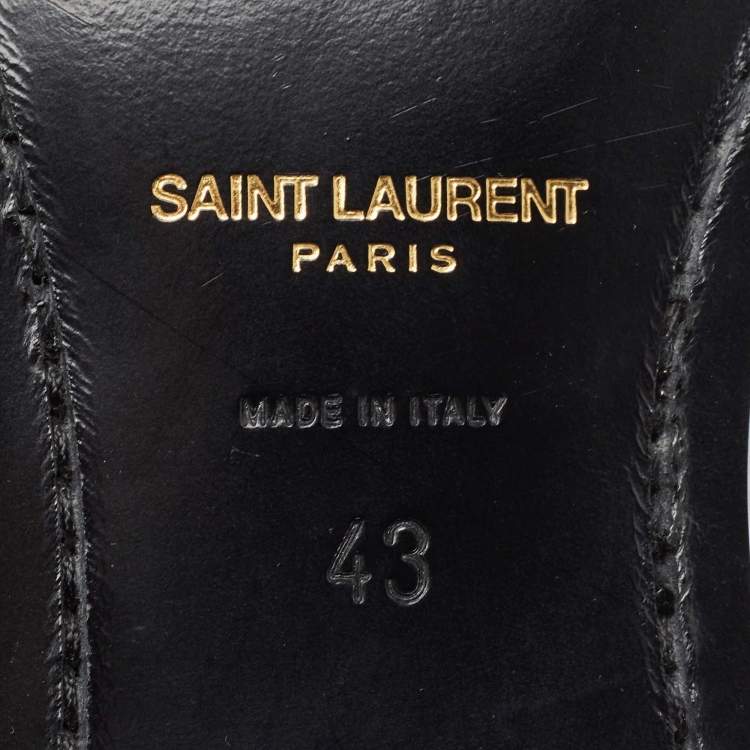 SAINT LAURENT
PARIS
MADE IN ITALY
43